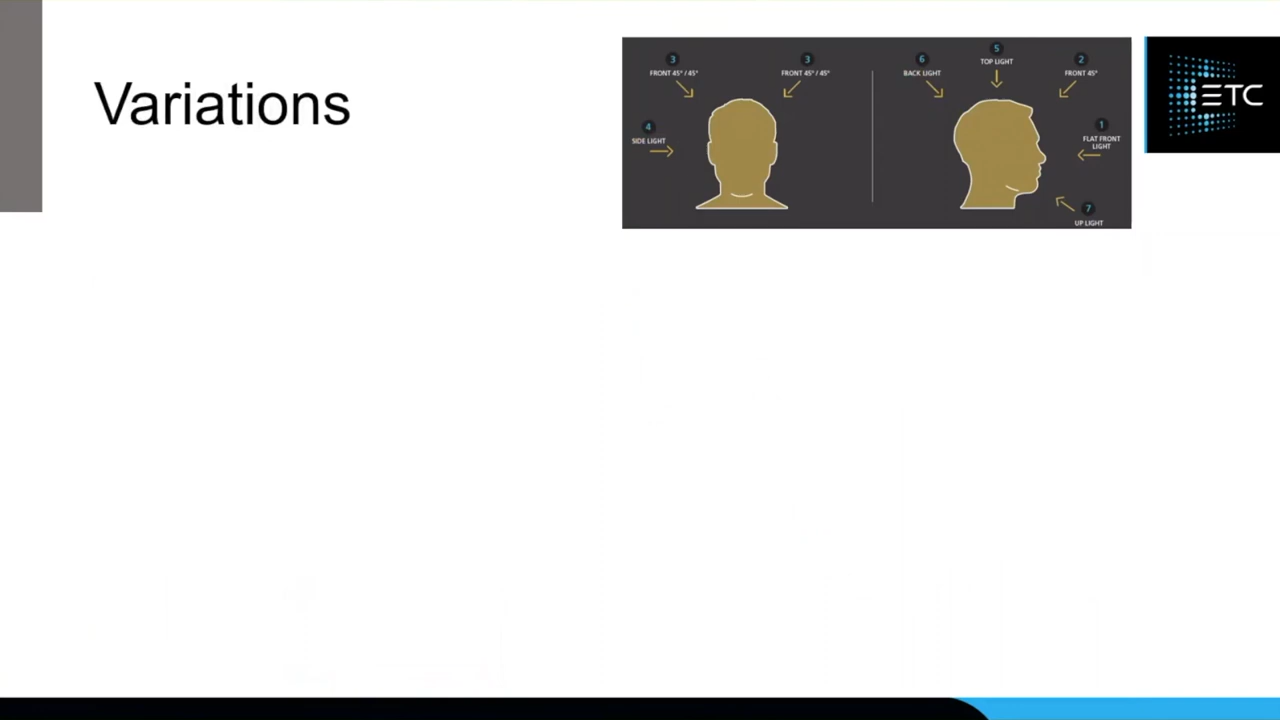 Variations
3
FRONT 45° / 45°
3
FRONT 45° / 45°
4
SIDE LIGHT
6
BACK LIGHT
5
TOP LIGHT
2
FRONT 45°
1
FLAT FRONT
LIGHT
7
UP LIGHT
ETC